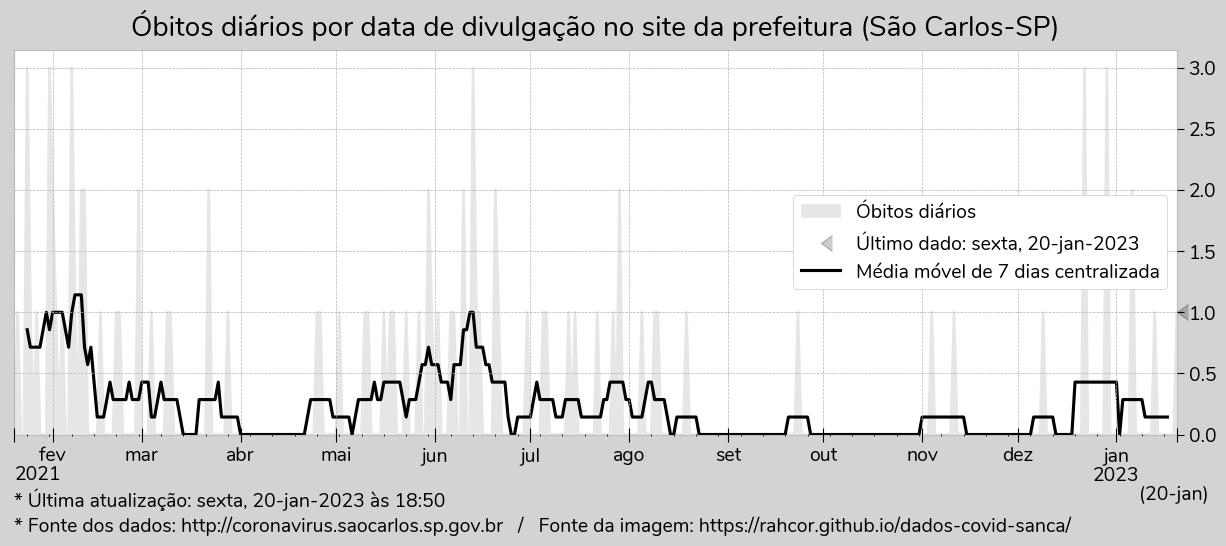 Óbitos diários por data de divulgação no site da prefeitura (São Carlos-SP)
3.0
2.5
2.0
1.5
1.0
0.5
0.0
Óbitos diários
Último dado: sexta, 20-jan-2023
Média móvel de 7 dias centralizada
fev mar abr mai jun jul ago set out nov dez jan
2021 2023
(20-jan)
* Última atualização: sexta, 20-jan-2023 às 18:50
* Fonte dos dados: http://coronavirus.saocarlos.sp.gov.br / Fonte da imagem: https://rahcor.github.io/dados-covid-sanca/